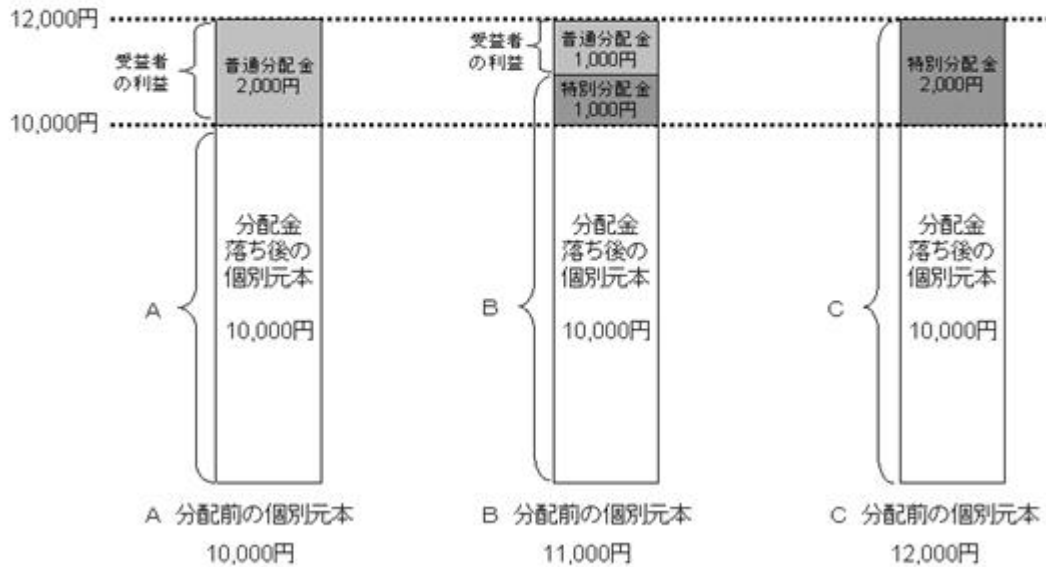 12,000円
受益者
の利益
普通分配金
2,000円
10,000円
分配金
落ち後の
個別元本
10,000円
A
A 分配前の個別元本
10,000円
受益者
の利益
普通分配金
1,000円
特別分配金
1,000円
分配金
落ち後の
個別元本
10,000円
B
B 分配前の個別元本
11,000円
特別分配金
2,000円
分配金
落ち後の
個別元本
10,000円
C
C 分配前の個別元本
12,000円